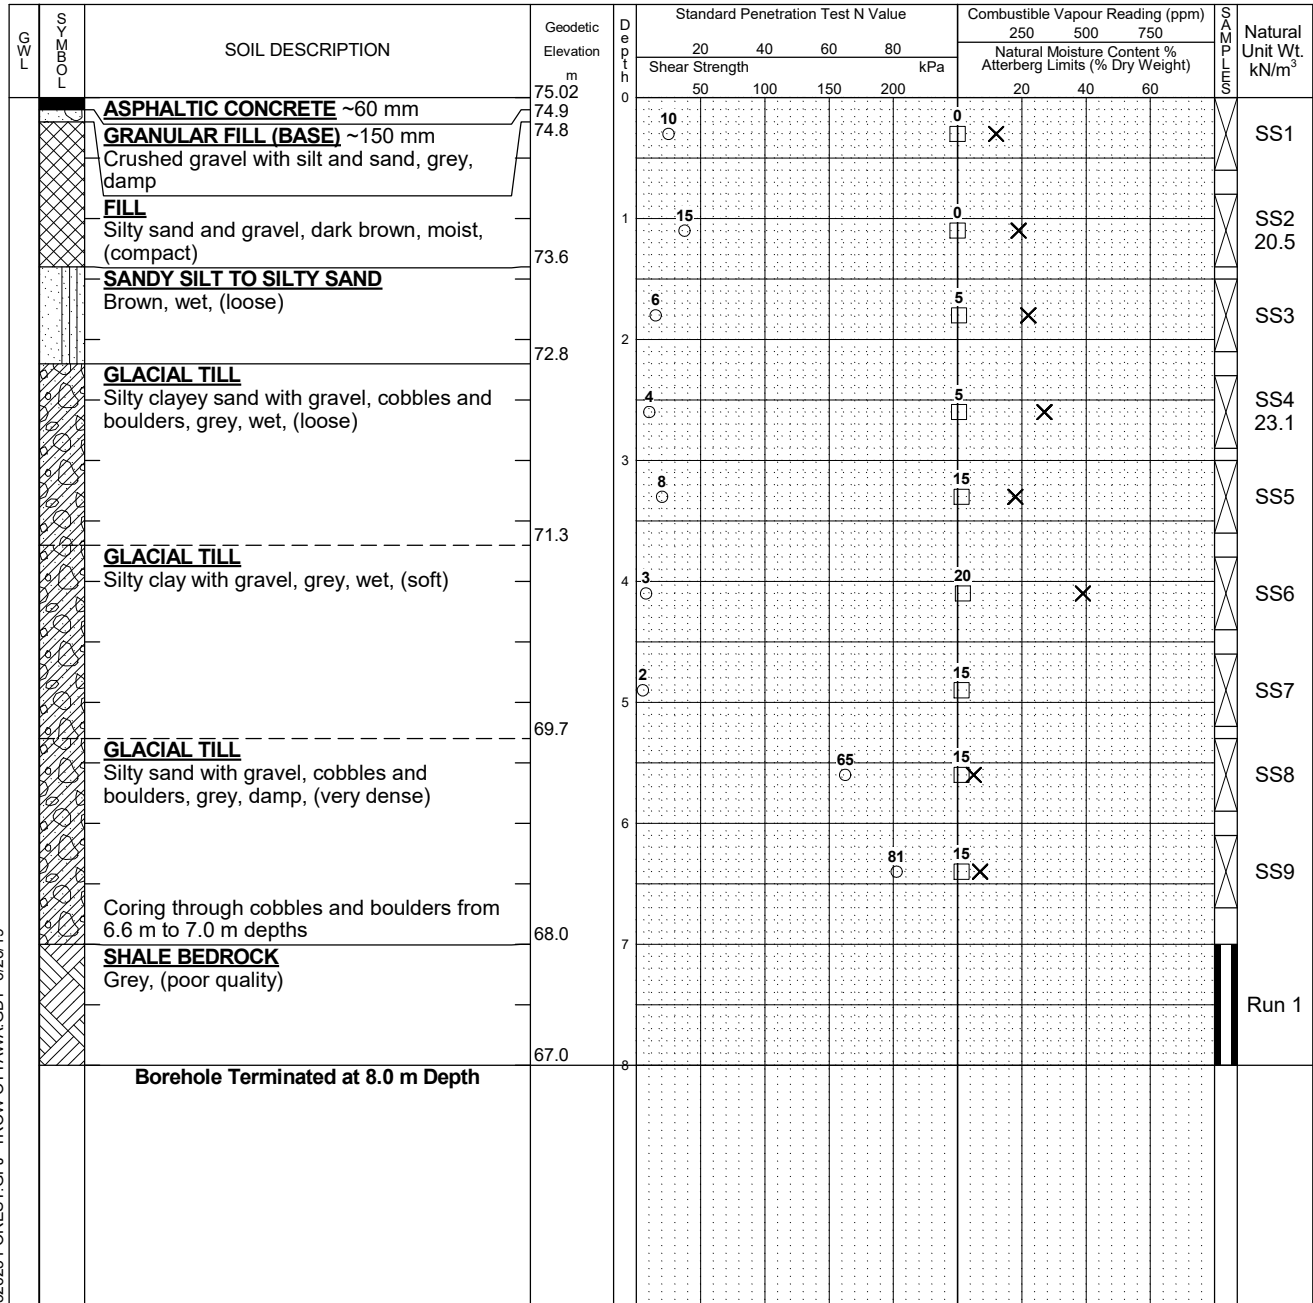 GWL
SYMBOL
SOIL DESCRIPTION
Geodetic
Elevation
m
Depth
Standard Penetration Test N Value
20 40 60 80
Shear Strength kPa
50 100 150 200
Combustible Vapour Reading (ppm)
250 500 750
Natural Moisture Content %
Atterberg Limits (% Dry Weight)
20 40 60
SAMPLES
Natural
Unit Wt.
kN/m³
75.02
0
ASPHALTIC CONCRETE ~60 mm
74.9
GRANULAR FILL (BASE) ~150 mm
74.8
Crushed gravel with silt and sand, grey,
damp
10 0 SS1
FILL
Silty sand and gravel, dark brown, moist,
(compact)
73.6
1
15 0 SS2
20.5
SANDY SILT TO SILTY SAND
Brown, wet, (loose)
6 5 SS3
2
72.8
GLACIAL TILL
Silty clayey sand with gravel, cobbles and
boulders, grey, wet, (loose)
4 5 SS4
23.1
3
8 15 SS5
71.3
GLACIAL TILL
Silty clay with gravel, grey, wet, (soft)
4
3 20 SS6
2 15 SS7
5
69.7
GLACIAL TILL
Silty sand with gravel, cobbles and
boulders, grey, damp, (very dense)
65 15 SS8
6
81 15 SS9
Coring through cobbles and boulders from
6.6 m to 7.0 m depths
68.0
7
SHALE BEDROCK
Grey, (poor quality)
Run 1
67.0
8
Borehole Terminated at 8.0 m Depth